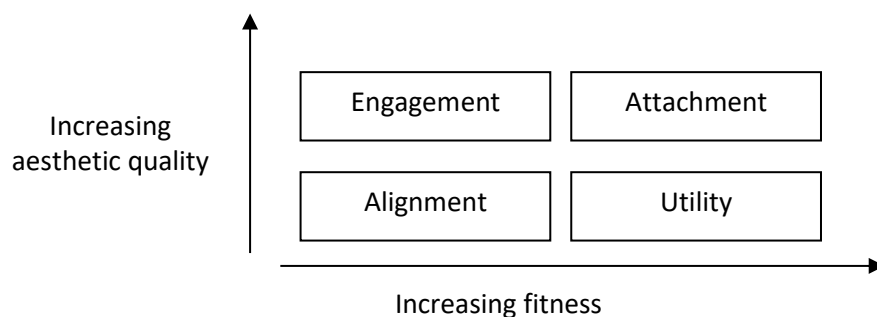 Engagement
Attachment
Increasing
aesthetic quality
Alignment
Utility
Increasing fitness